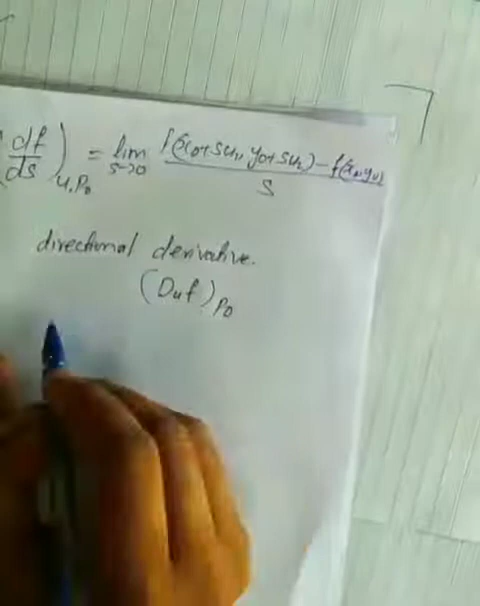 (df/ds)u,P0 = lim s→0 f(x0+su1, y0+su2) - f(x0, y0) / s
directional derivative.
(Duf)P0